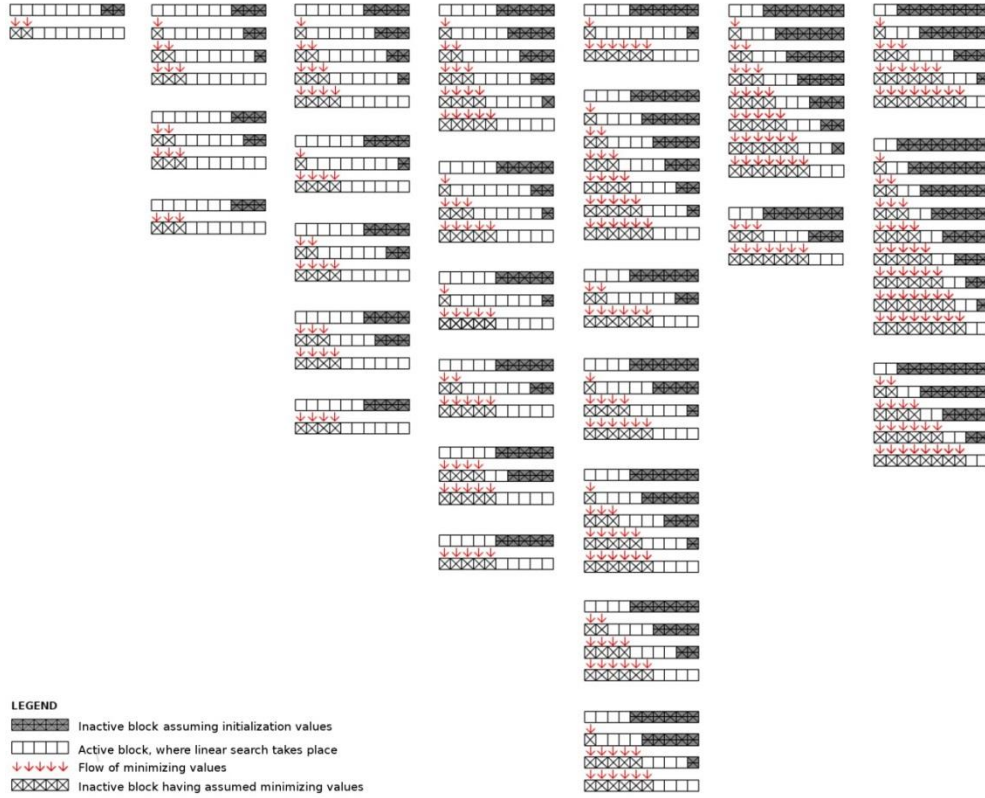 LEGEND
Inactive block assuming initialization values
Active block, where linear search takes place
Flow of minimizing values
Inactive block having assumed minimizing values